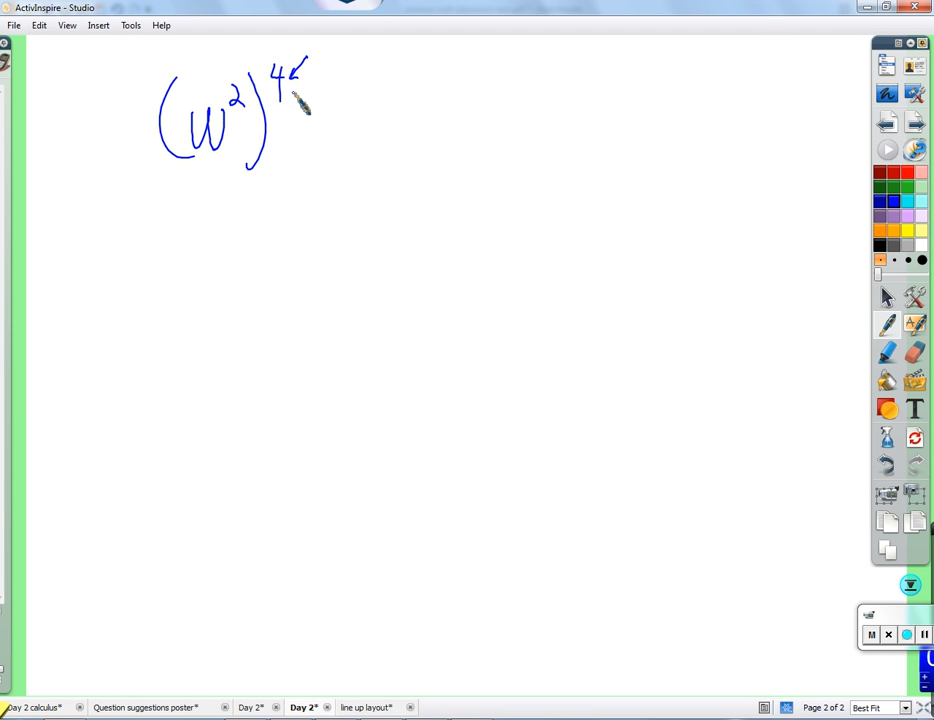 ActivInspire - Studio
File Edit View Insert Tools Help
(w²)⁴
M
Day 2 calculus* Question suggestions poster* Day 2* Day 2* line up layout* Page 2 of 2 Best Fit